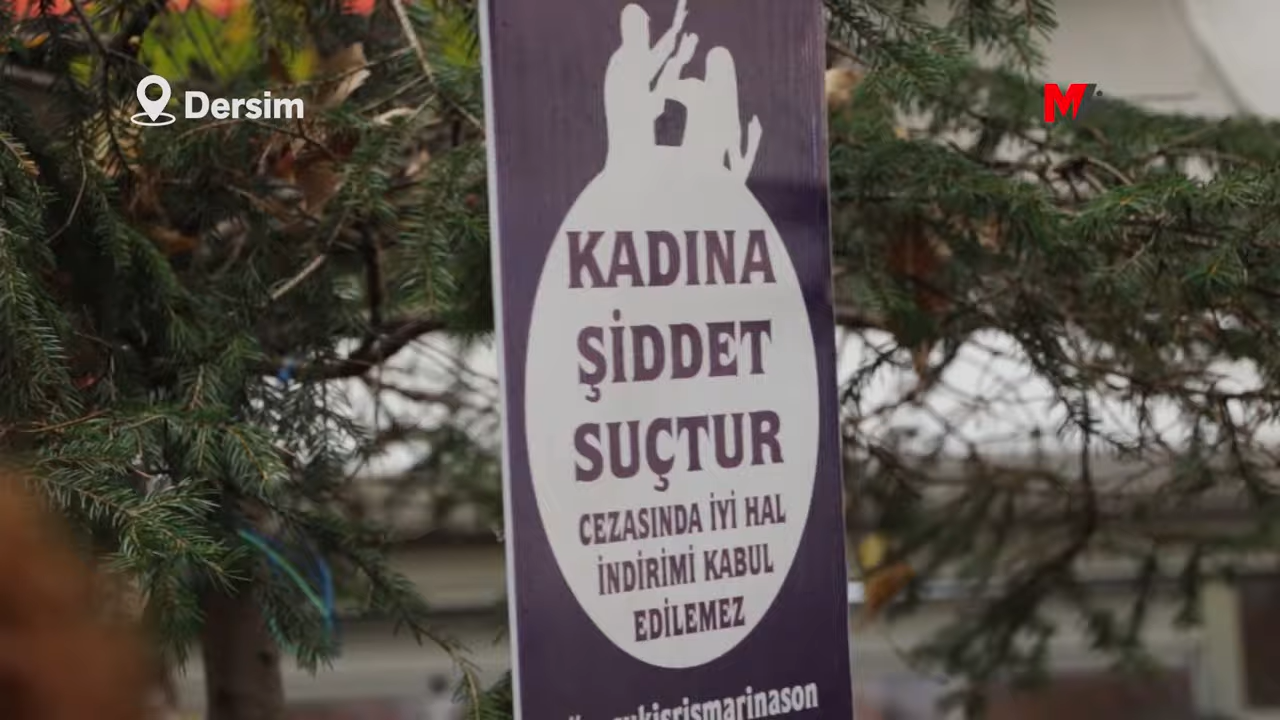 Dersim
KADINA
ŞİDDET
SUÇTUR
CEZASINDA İYİ HAL
İNDİRİMİ KABUL
EDİLEMEZ